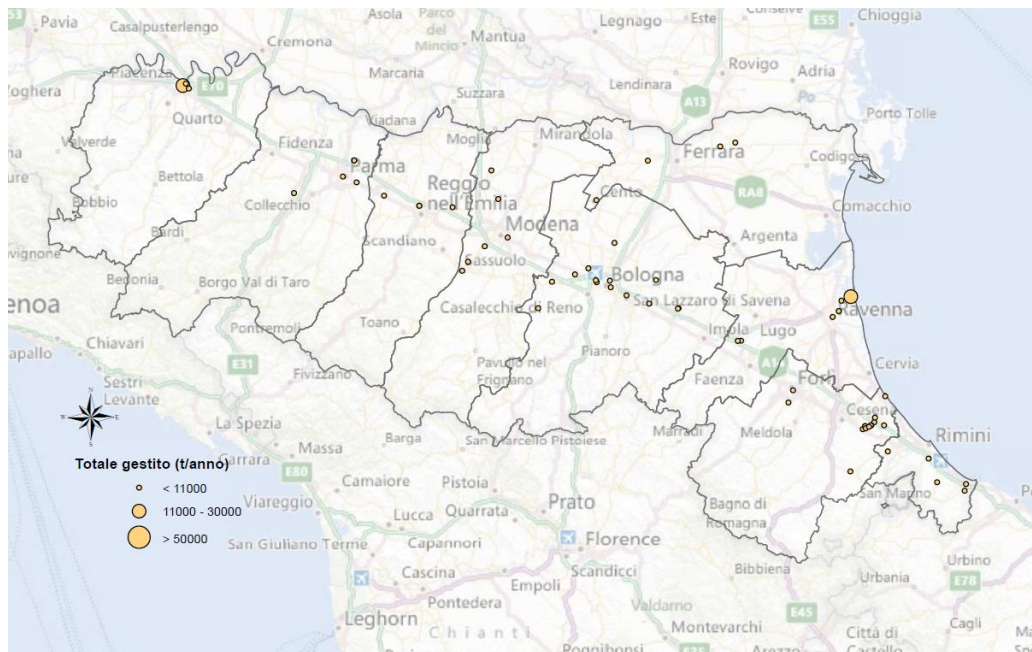 Pavia
Casalpusterlengo
Asola
Parco
del
Mincio
Mantua
Legnago
Este
Conselve
E55
Chioggia
Cremona
Piacenza
Marcaria
Rovigo
Adria
Voghera
E70
Lendinara
Po
Quarto
Suzzara
A13
Porto Tolle
Viadana
Moglia
Mirandola
Valverde
Fidenza
Ferrara
Codigoro
Parma
Bettola
Reggio
nell'Emilia
Cento
RA8
Bobbio
Collecchio
Comacchio
Modena
Bardi
Scandiano
Argenta
Sassuolo
Bologna
Bedonia
Borgo Val di Taro
Casalecchio di Reno
San Lazzaro di Savena
Ravenna
Pontremoli
Toano
Imola
Lugo
Chiavari
Pianoro
E31
Pavullo nel
Frignano
Cervia
Fivizzano
Faenza
Forlì
Sestri
Levante
N
W
E
S
Cesena
La Spezia
Barga
San Marcello Pistoiese
Marradi
Meldola
Rimini
Massa
Totale gestito (t/anno)
Carrara
E80
< 11000
Camaiore
Pistoia
San Marino
Viareggio
Prato
Bagno di
Romagna
11000 - 30000
Lucca
Quarrata
> 50000
San Giuliano Terme
Capannori
Florence
Urbino
Cascina
Scandicci
Bibbiena
Urbania
E78
Empoli
Pontedera
Valdarno
E45
Leghorn
Chianti
Montevarchi
Città di
Cagli
Poggibonsi
Arezzo